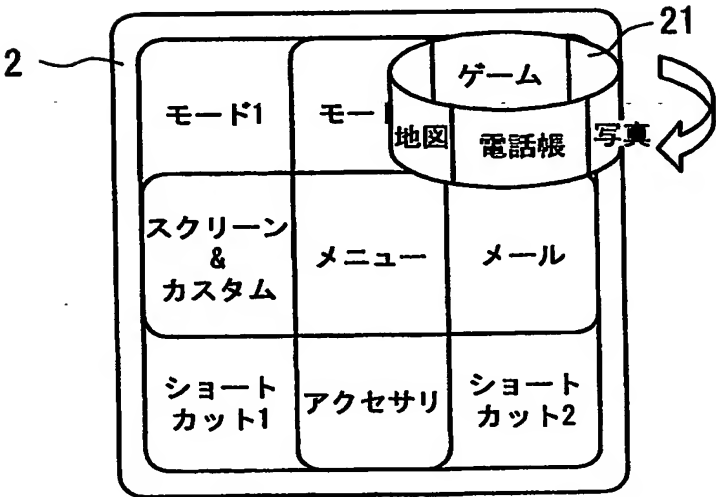 21
2
ゲーム
モード1
モー
地図
電話帳
写真
スクリーン
&
カスタム
メニュー
メール
ショート
カット1
アクセサリ
ショート
カット2